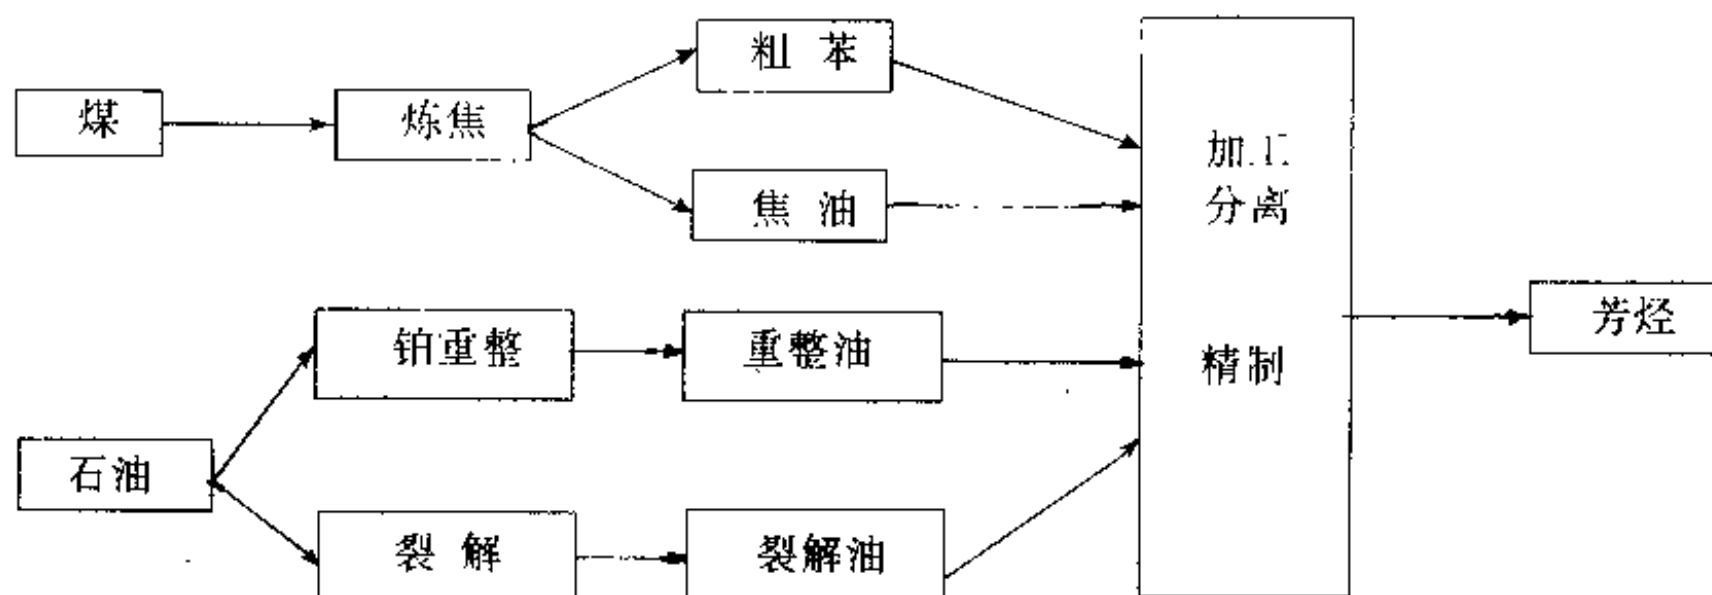 粗 苯
煤
炼焦
焦 油
加工
分离
精制
芳烃
铂重整
重整油
石油
裂 解
裂解油